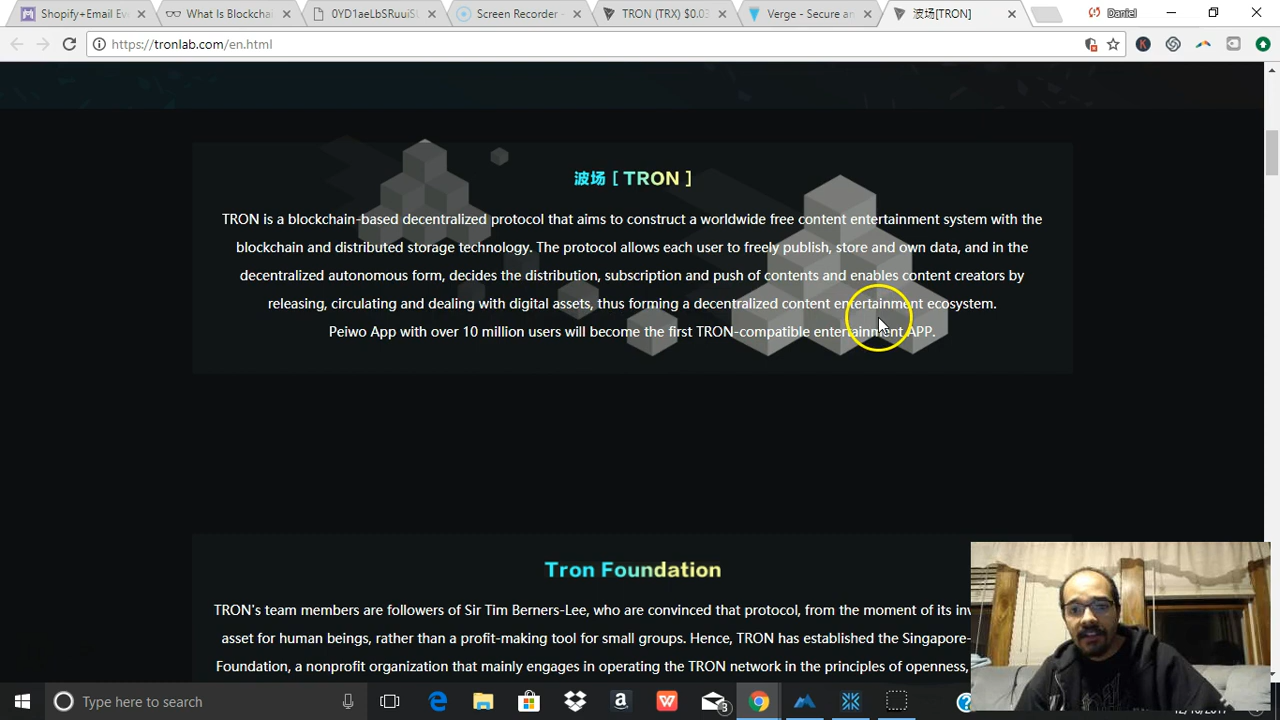 Shopify+Email Ev
What Is Blockcha
0YD1aeLbSRuuiS
Screen Recorder -
TRON (TRX) $0.03
Verge - Secure an
波场[TRON]
Daniel
https://tronlab.com/en.html
波场 [ TRON ]
TRON is a blockchain-based decentralized protocol that aims to construct a worldwide free content entertainment system with the
blockchain and distributed storage technology. The protocol allows each user to freely publish, store and own data, and in the
decentralized autonomous form, decides the distribution, subscription and push of contents and enables content creators by
releasing, circulating and dealing with digital assets, thus forming a decentralized content entertainment ecosystem.
Peiwo App with over 10 million users will become the first TRON-compatible entertainment APP.
Tron Foundation
TRON's team members are followers of Sir Tim Berners-Lee, who are convinced that protocol, from the moment of its inv
asset for human beings, rather than a profit-making tool for small groups. Hence, TRON has established the Singapore-
Foundation, a nonprofit organization that mainly engages in operating the TRON network in the principles of openness,
Type here to search
3